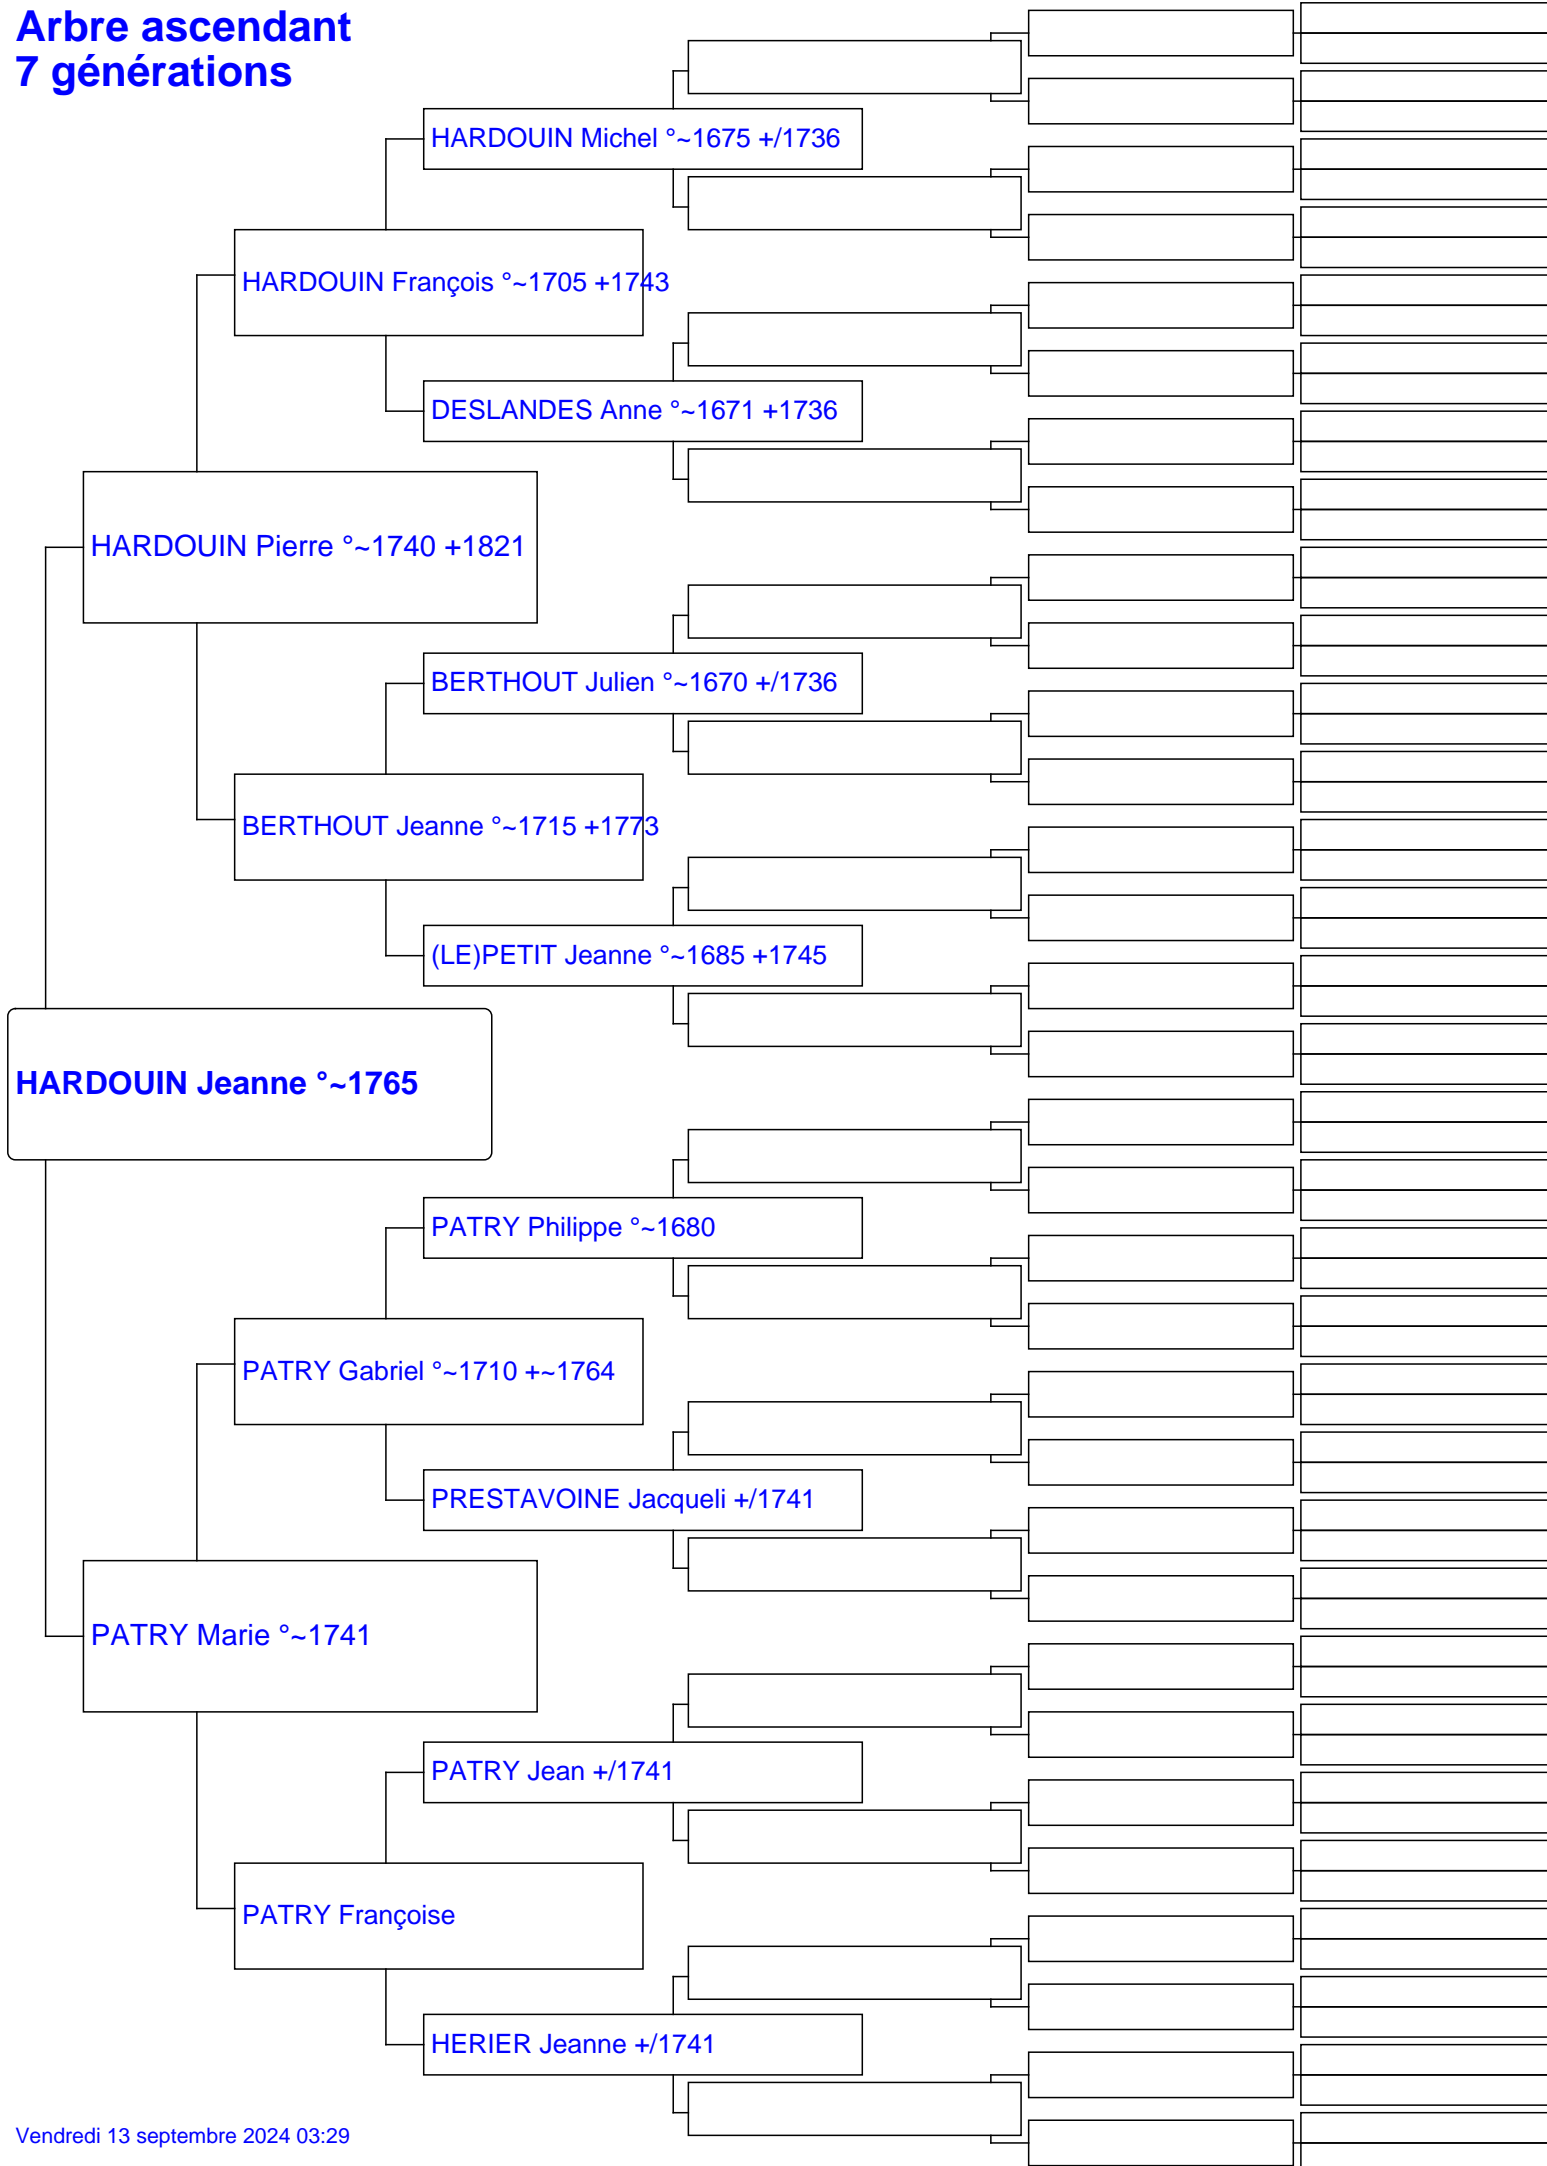 Arbre ascendant
7 générations
HARDOUIN Michel °~1675 +/1736
HARDOUIN François °~1705 +1743
DESLANDES Anne °~1671 +1736
HARDOUIN Pierre °~1740 +1821
BERTHOUT Julien °~1670 +/1736
BERTHOUT Jeanne °~1715 +1773
(LE)PETIT Jeanne °~1685 +1745
HARDOUIN Jeanne °~1765
PATRY Philippe °~1680
PATRY Gabriel °~1710 +~1764
PRESTAVOINE Jacqueli +/1741
PATRY Marie °~1741
PATRY Jean +/1741
PATRY Françoise
HERIER Jeanne +/1741
Vendredi 13 septembre 2024 03:29